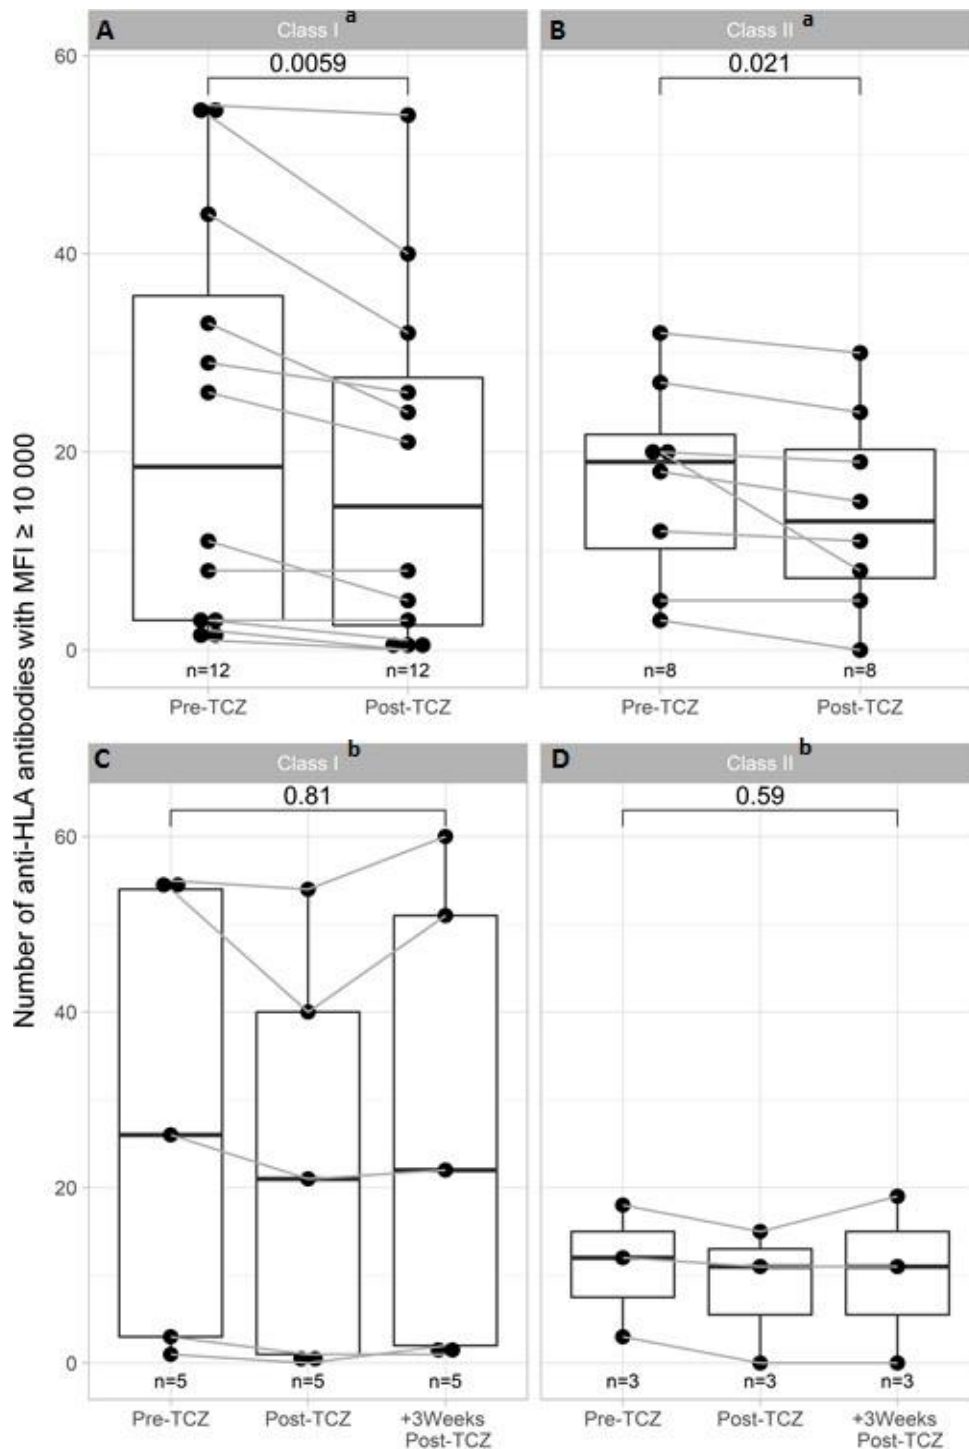 A Class I a
B Class II a
0.0059
0.021
60
40
20
0
n=12 n=12
n=8 n=8
Pre-TCZ Post-TCZ
Pre-TCZ Post-TCZ
Number of anti-HLA antibodies with MFI ≥ 10 000
C Class I b
D Class II b
0.81
0.59
60
40
20
0
n=5 n=5 n=5
n=3 n=3 n=3
Pre-TCZ Post-TCZ +3Weeks
Post-TCZ
Pre-TCZ Post-TCZ +3Weeks
Post-TCZ